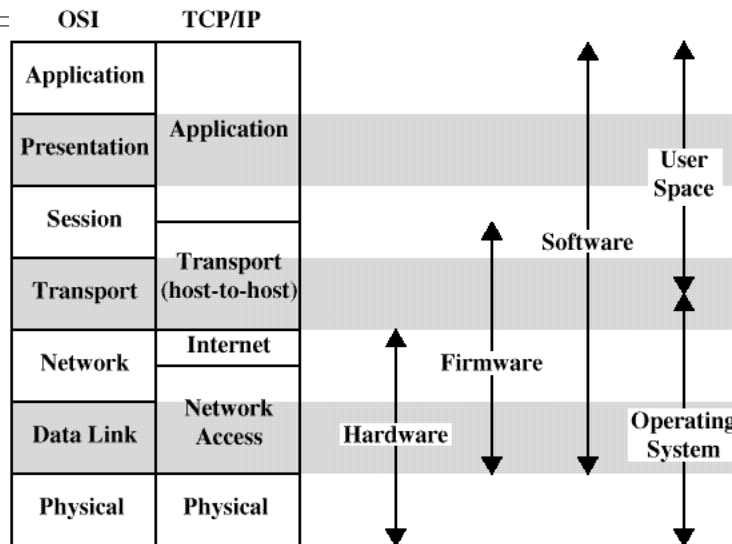 OSI TCP/IP
Application
Presentation
Session
Transport
Network
Data Link
Physical
Application
Transport
(host-to-host)
Internet
Network
Access
Physical
Hardware
Firmware
Software
User
Space
Operating
System